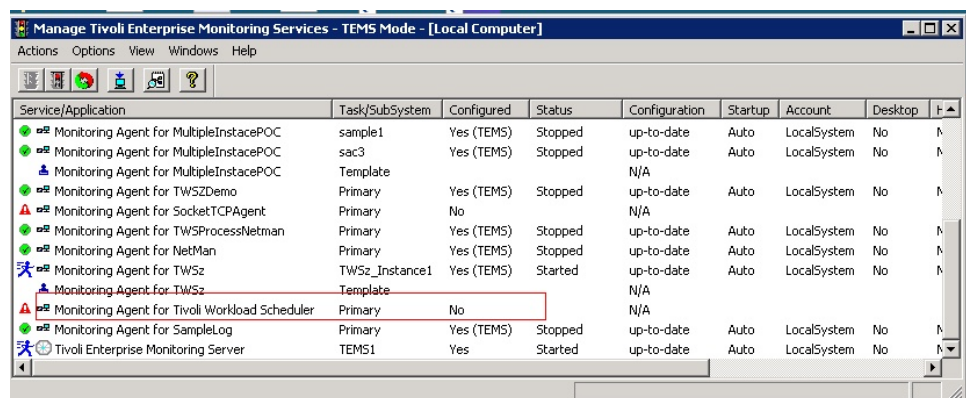 Manage Tivoli Enterprise Monitoring Services - TEMS Mode - [Local Computer]
Actions Options View Windows Help
Service/Application Task/SubSystem Configured Status Configuration Startup Account Desktop
Monitoring Agent for MultipleInstacePOC sample1 Yes (TEMS) Stopped up-to-date Auto LocalSystem No
Monitoring Agent for MultipleInstacePOC sac3 Yes (TEMS) Stopped up-to-date Auto LocalSystem No
Monitoring Agent for MultipleInstacePOC Template N/A
Monitoring Agent for TWSZDemo Primary Yes (TEMS) Stopped up-to-date Auto LocalSystem No
Monitoring Agent for SocketTCPAgent Primary No N/A
Monitoring Agent for TWSProcessNetman Primary Yes (TEMS) Stopped up-to-date Auto LocalSystem No
Monitoring Agent for NetMan Primary Yes (TEMS) Stopped up-to-date Auto LocalSystem No
Monitoring Agent for TWSz TWSz_Instance1 Yes (TEMS) Started up-to-date Auto LocalSystem No
Monitoring Agent for TWSz Template N/A
Monitoring Agent for Tivoli Workload Scheduler Primary No N/A
Monitoring Agent for SampleLog Primary Yes (TEMS) Stopped up-to-date Auto LocalSystem No
Tivoli Enterprise Monitoring Server TEMS1 Yes Started up-to-date Auto LocalSystem No